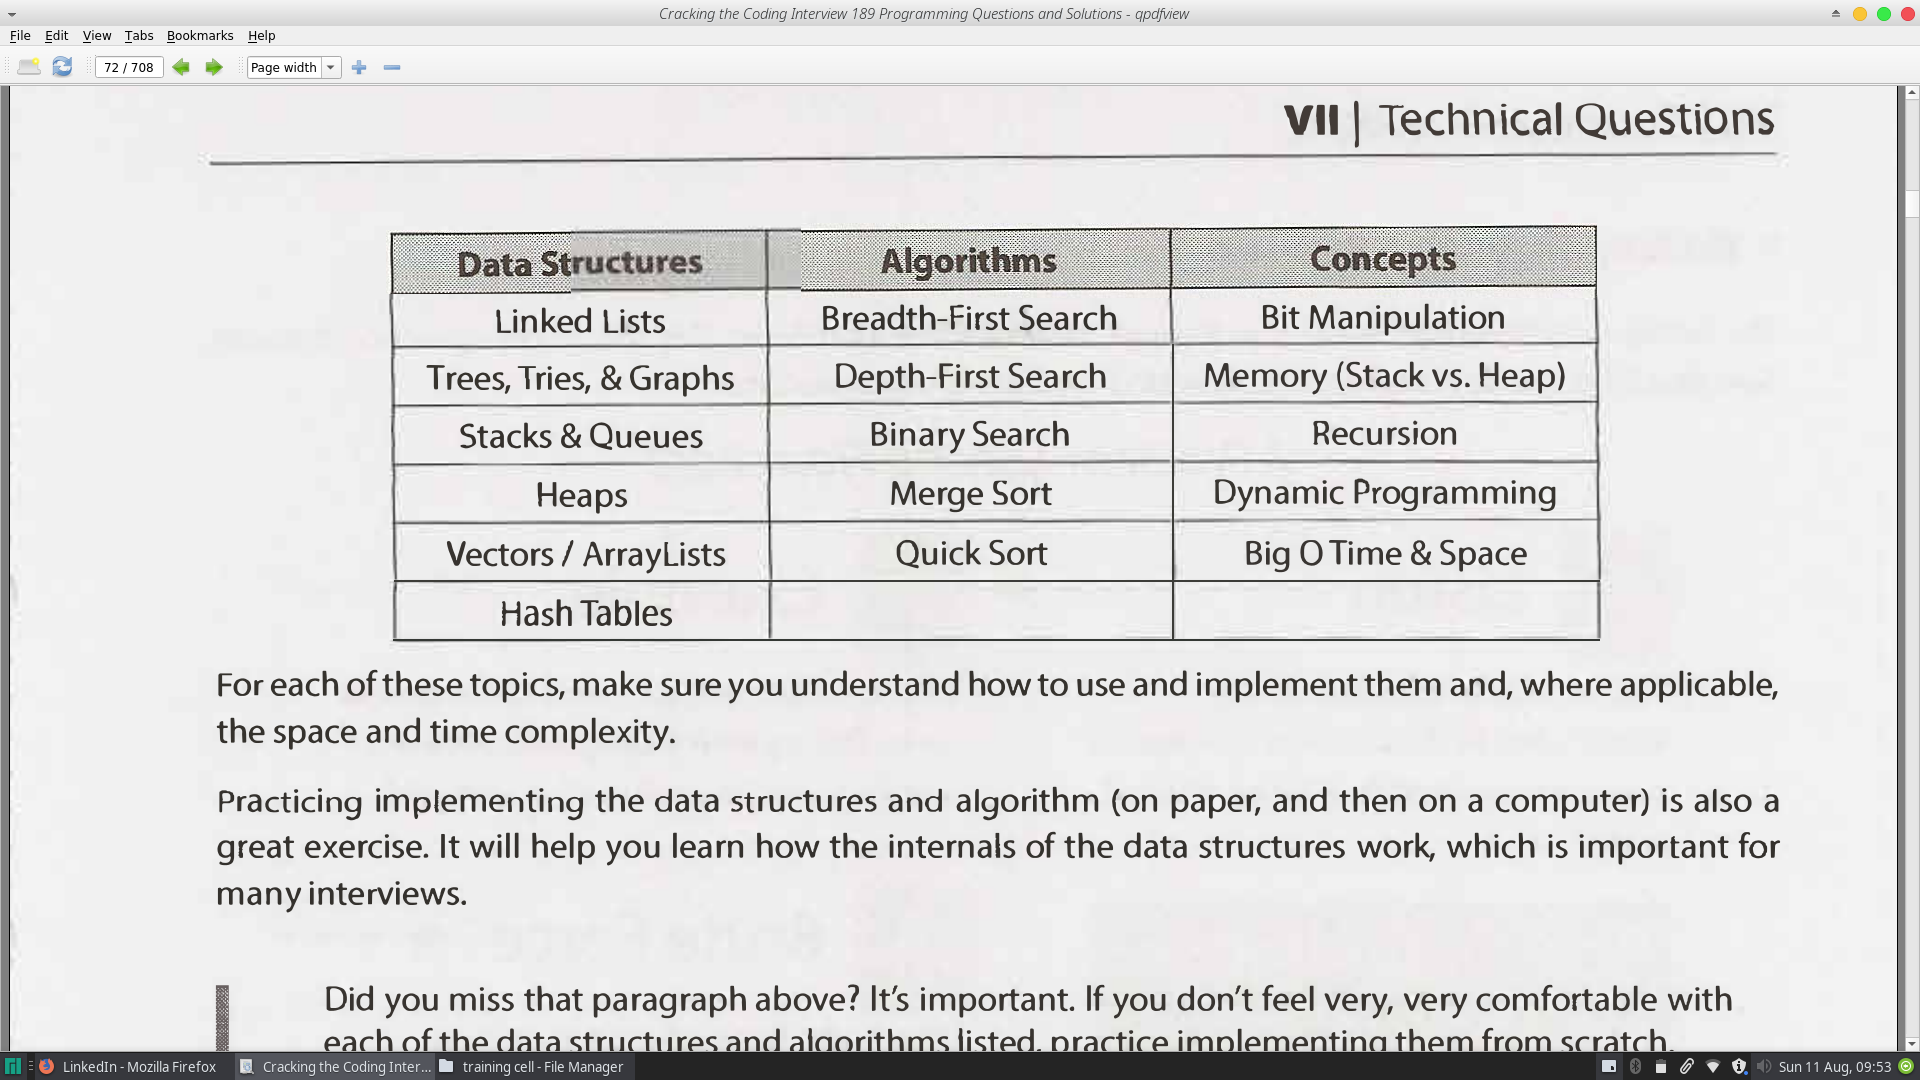 Cracking the Coding Interview 189 Programming Questions and Solutions - qpdfview
File Edit View Tabs Bookmarks Help
72 / 708 Page width
VII | Technical Questions
Data Structures Algorithms Concepts
Linked Lists Breadth-First Search Bit Manipulation
Trees, Tries, & Graphs Depth-First Search Memory (Stack vs. Heap)
Stacks & Queues Binary Search Recursion
Heaps Merge Sort Dynamic Programming
Vectors / ArrayLists Quick Sort Big O Time & Space
Hash Tables
For each of these topics, make sure you understand how to use and implement them and, where applicable,
the space and time complexity.
Practicing implementing the data structures and algorithm (on paper, and then on a computer) is also a
great exercise. It will help you learn how the internals of the data structures work, which is important for
many interviews.
Did you miss that paragraph above? It's important. If you don't feel very, very comfortable with
each of the data structures and algorithms listed, practice implementing them from scratch.
LinkedIn - Mozilla Firefox Cracking the Coding Inter... training cell - File Manager Sun 11 Aug, 09:53